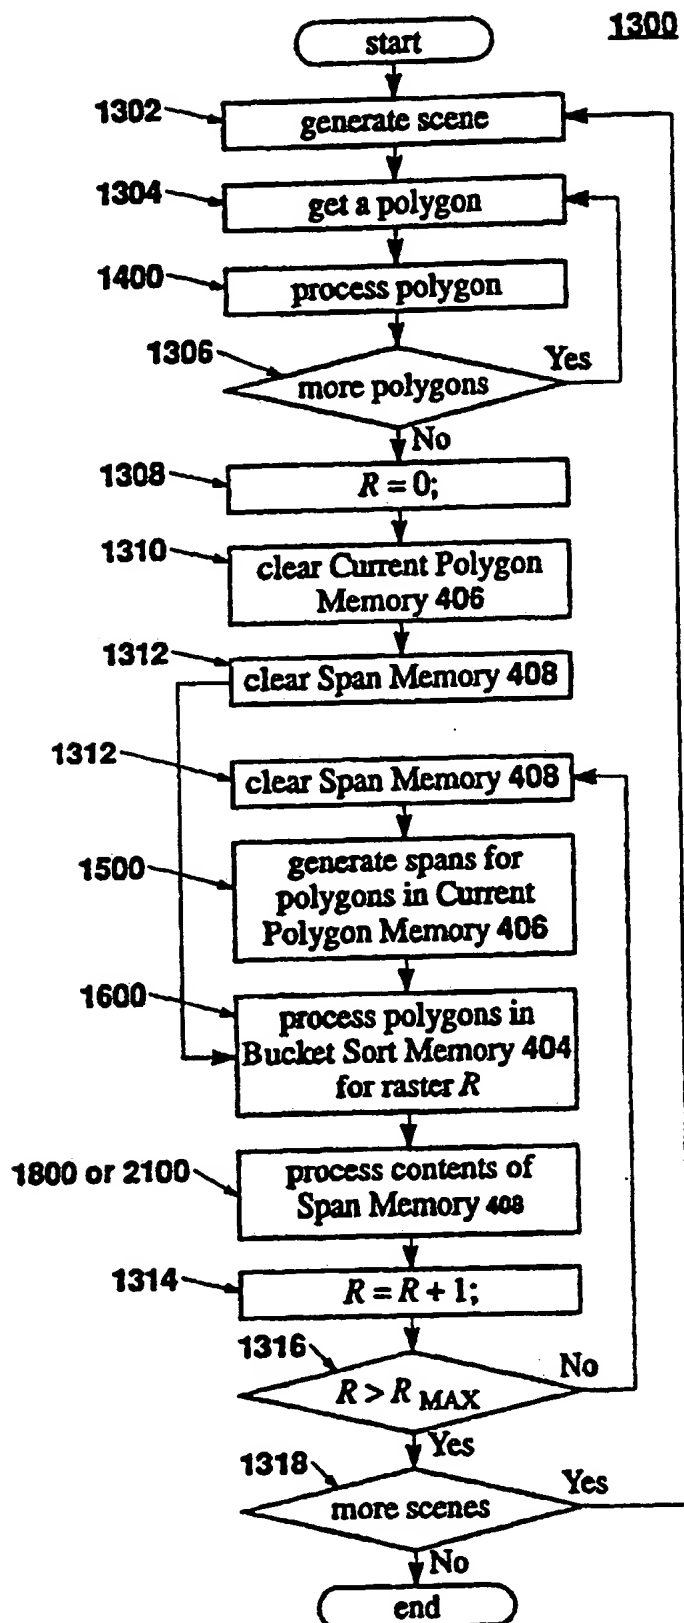 1300
start
1302
generate scene
1304
get a polygon
1400
process polygon
1306
more polygons
Yes
No
1308
R = 0;
1310
clear Current Polygon
Memory 406
1312
clear Span Memory 408
1312
clear Span Memory 408
1500
generate spans for
polygons in Current
Polygon Memory 406
1600
process polygons in
Bucket Sort Memory 404
for raster R
1800 or 2100
process contents of
Span Memory 408
1314
R = R + 1;
1316
R > R MAX
No
Yes
1318
more scenes
Yes
No
end